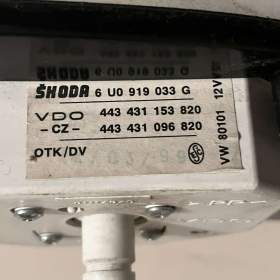 ŠKODA 6 U0 919 033 G
VDO 443 431 153 820
-CZ- 443 431 096 820
OTK/DV
VW 80101 12V